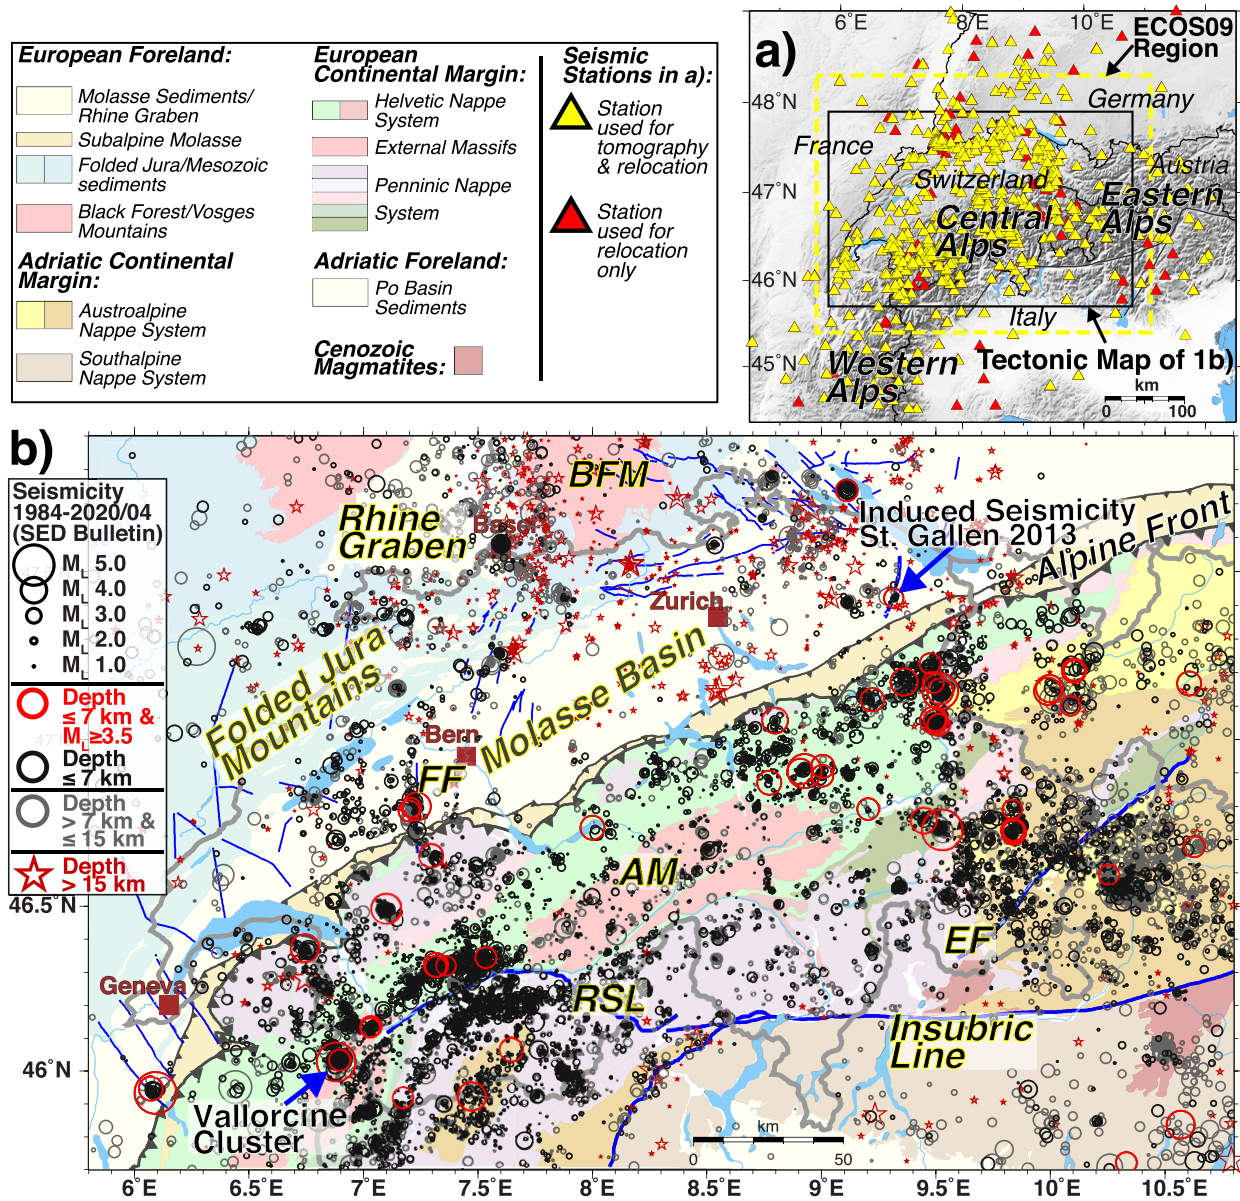 European Foreland:
Molasse Sediments/
Rhine Graben
Subalpine Molasse
Folded Jura/Mesozoic
sediments
Black Forest/Vosges
Mountains
Adriatic Continental
Margin:
Austroalpine
Nappe System
Southalpine
Nappe System
European
Continental Margin:
Helvetic Nappe
System
External Massifs
Penninic Nappe
System
Adriatic Foreland:
Po Basin
Sediments
Cenozoic
Magmatites:
Seismic
Stations in a):
Station
used for
tomography
& relocation
Station
used for
relocation
only
a)
6°E
8°E
10°E
48°N
47°N
46°N
45°N
ECOS09
Region
Germany
France
Austria
Switzerland
Eastern
Alps
Central
Alps
Italy
Western
Alps
Tectonic Map of 1b)
km
0
100
b)
Seismicity
1984-2020/04
(SED Bulletin)
ML 5.0
ML 4.0
ML 3.0
ML 2.0
ML 1.0
Depth
≤ 7 km &
ML≥3.5
Depth
≤ 7 km
Depth
> 7 km &
≤ 15 km
Depth
> 15 km
BFM
Rhine
Graben
Basel
Induced Seismicity
St. Gallen 2013
Alpine Front
Zurich
Folded Jura
Mountains
Molasse Basin
Bern
FF
AM
46.5°N
EF
Geneva
RSL
Insubric
Line
46°N
Vallorcine
Cluster
km
0
50
6°E
6.5°E
7°E
7.5°E
8°E
8.5°E
9°E
9.5°E
10°E
10.5°E